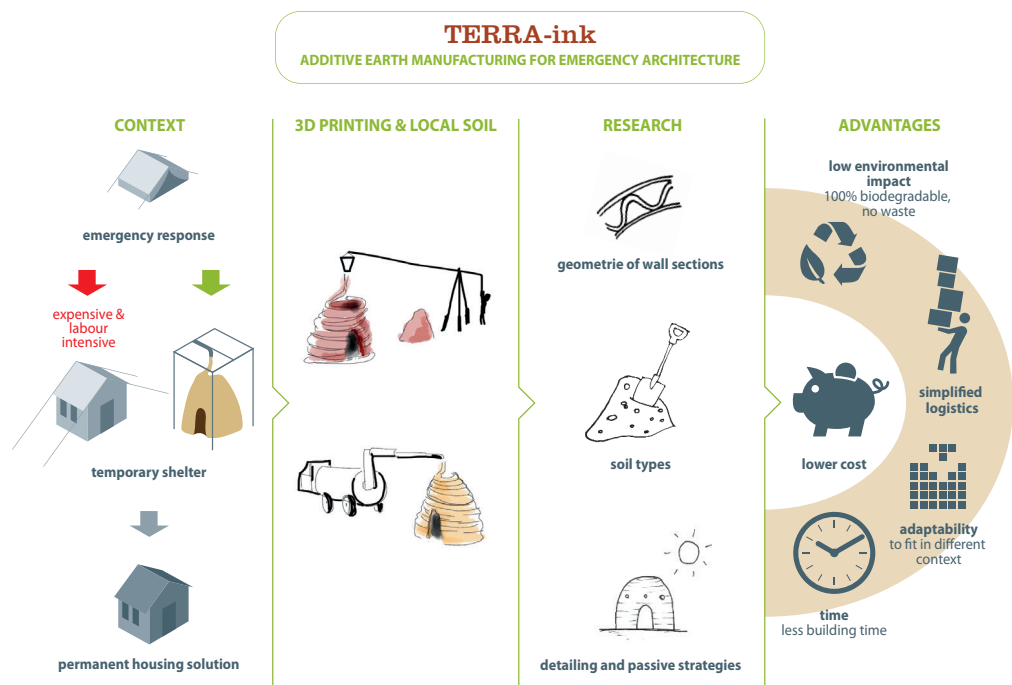 TERRA-ink
ADDITIVE EARTH MANUFACTURING FOR EMERGENCY ARCHITECTURE
CONTEXT
emergency response
expensive &
labour
intensive
temporary shelter
permanent housing solution
3D PRINTING & LOCAL SOIL
RESEARCH
geometrie of wall sections
soil types
detailing and passive strategies
ADVANTAGES
low environmental
impact
100% biodegradable,
no waste
simplified
logistics
lower cost
adaptability
to fit in different
context
time
less building time